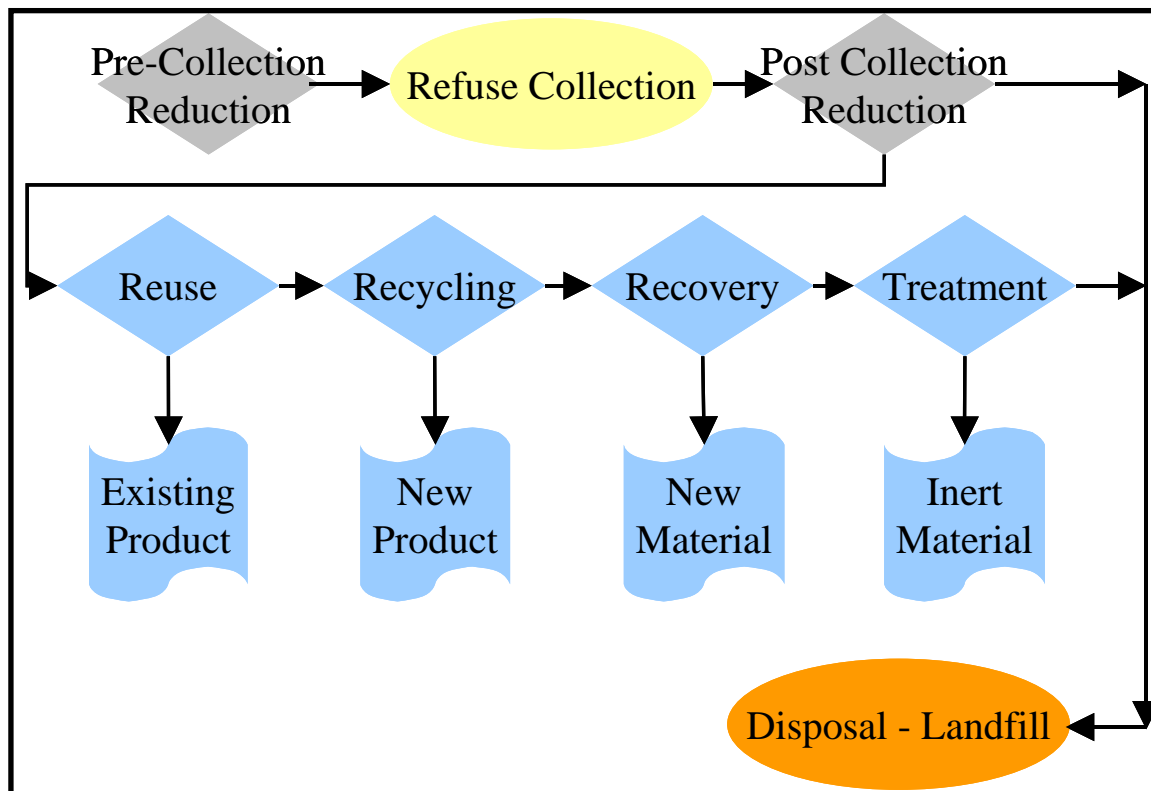 Pre-Collection
Reduction
Refuse Collection
Post Collection
Reduction
Reuse
Recycling
Recovery
Treatment
Existing
Product
New
Product
New
Material
Inert
Material
Disposal - Landfill